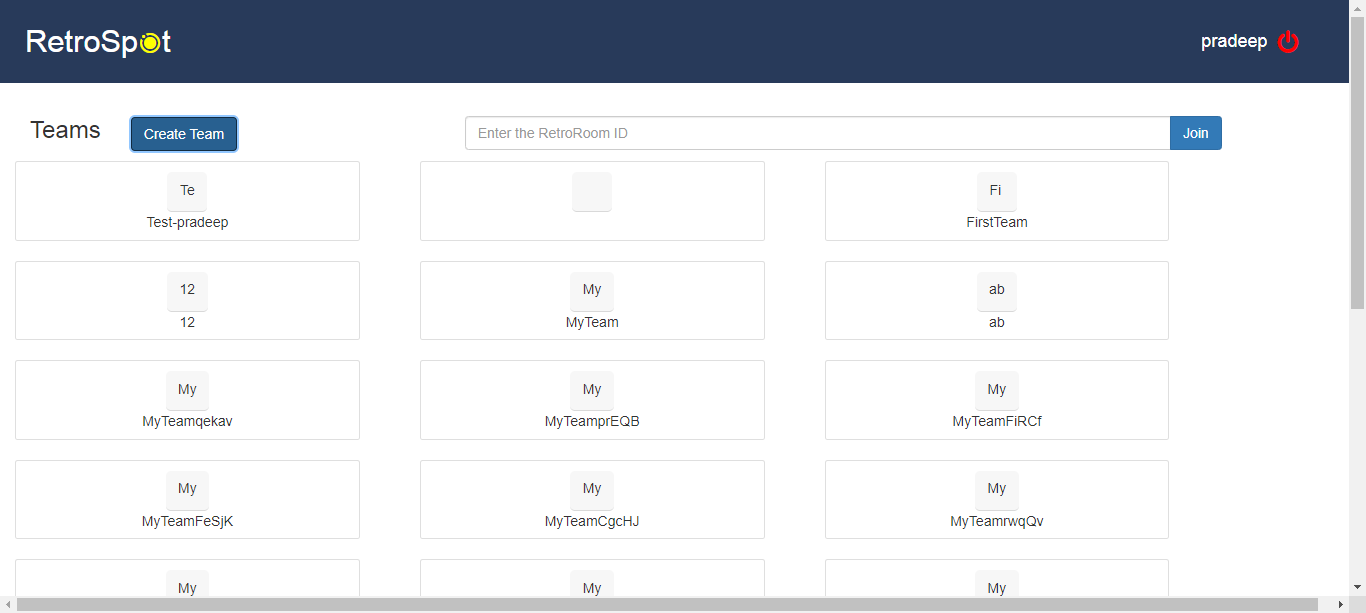 RetroSpot
pradeep
Teams
Create Team
Enter the RetroRoom ID
Join
Te
Test-pradeep
Fi
FirstTeam
12
12
My
MyTeam
ab
ab
My
MyTeamqekav
My
MyTeamprEQB
My
MyTeamFiRCf
My
MyTeamFeSjK
My
MyTeamCgcHJ
My
MyTeamrwqQv
My
My
My